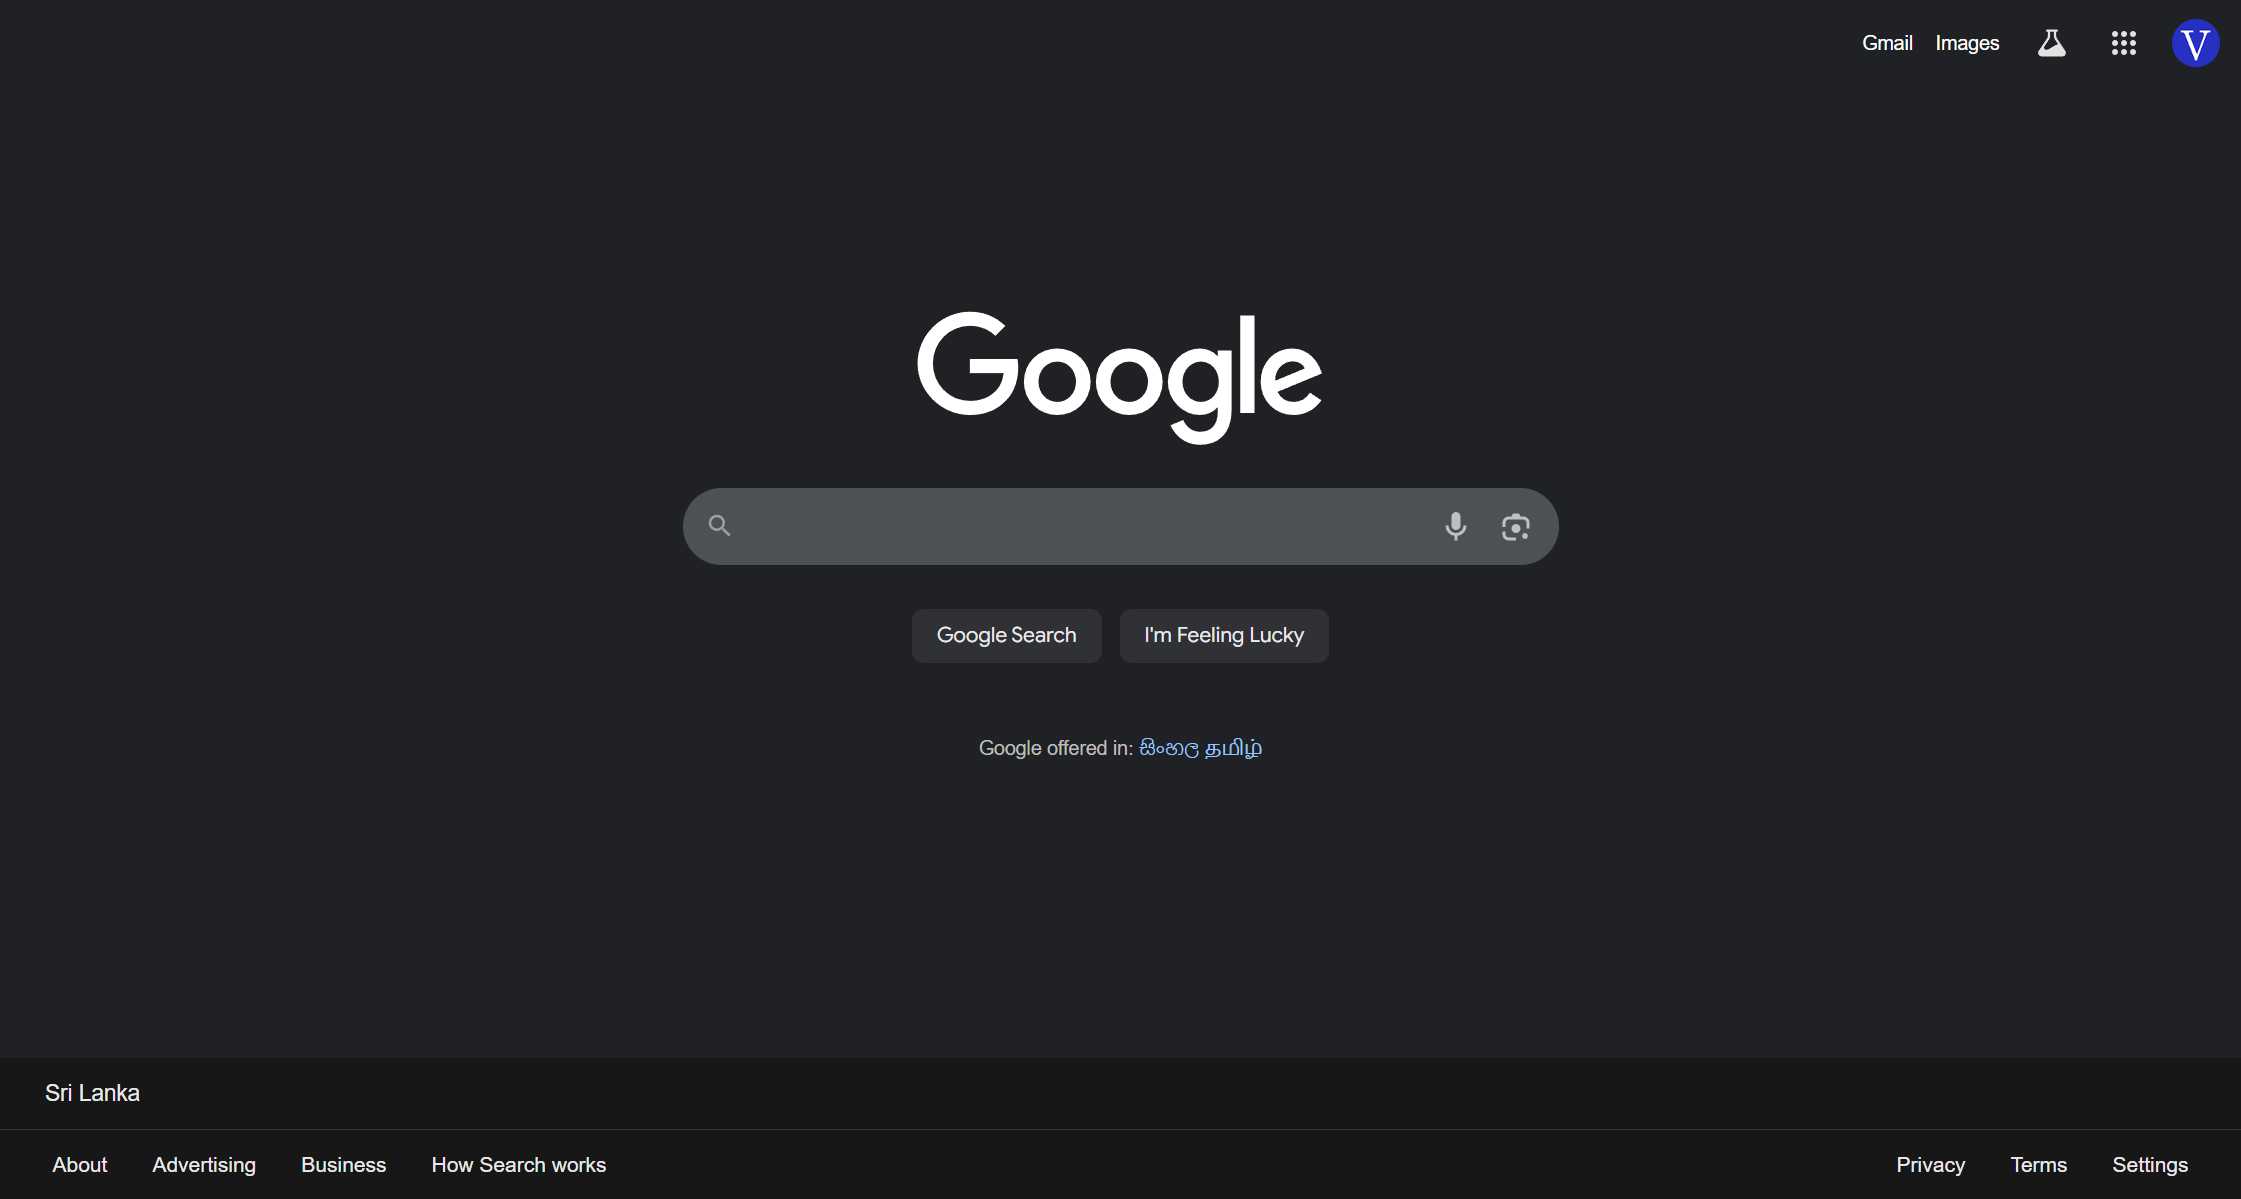 Gmail Images V
Google
Google Search I'm Feeling Lucky
Google offered in: සිංහල தமிழ்
Sri Lanka
About Advertising Business How Search works Privacy Terms Settings